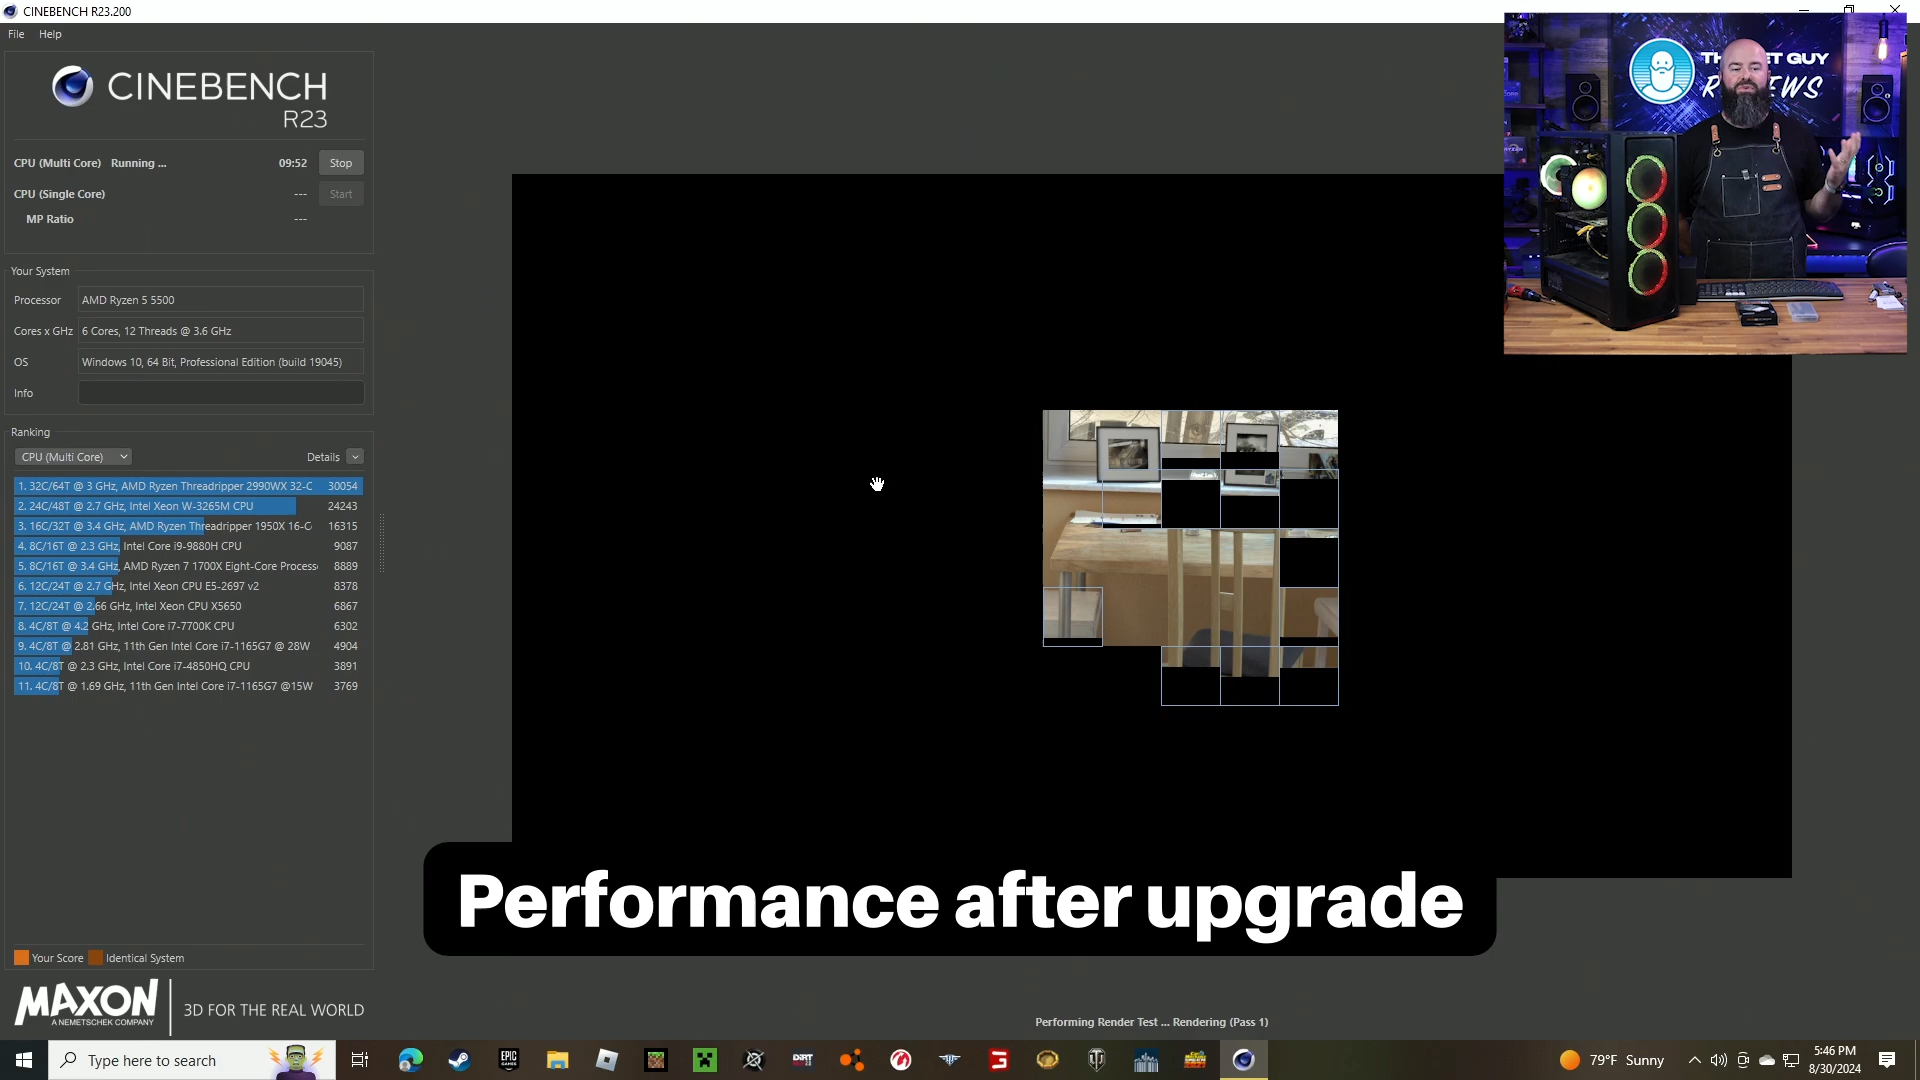 CINEBENCH R23.200
File Help
CINEBENCH
R23
CPU (Multi Core) Running ... 09:52 Stop
CPU (Single Core) --- Start
MP Ratio ---
Your System
Processor AMD Ryzen 5 5500
Cores x GHz 6 Cores, 12 Threads @ 3.6 GHz
OS Windows 10, 64 Bit, Professional Edition (build 19045)
Info
Ranking
CPU (Multi Core) Details
1. 32C/64T @ 3 GHz, AMD Ryzen Threadripper 2990WX 32-C 30054
2. 24C/48T @ 2.7 GHz, Intel Xeon W-3265M CPU 24243
3. 16C/32T @ 3.4 GHz, AMD Ryzen Threadripper 1950X 16-C 16315
4. 8C/16T @ 2.3 GHz, Intel Core i9-9880H CPU 9087
5. 8C/16T @ 3.4 GHz, AMD Ryzen 7 1700X Eight-Core Process 8889
6. 12C/24T @ 2.7 GHz, Intel Xeon CPU E5-2697 v2 8378
7. 12C/24T @ 2.66 GHz, Intel Xeon CPU X5650 6867
8. 4C/8T @ 4.2 GHz, Intel Core i7-7700K CPU 6302
9. 4C/8T @ 2.81 GHz, 11th Gen Intel Core i7-1165G7 @ 28W 4904
10. 4C/8T @ 2.3 GHz, Intel Core i7-4850HQ CPU 3891
11. 4C/8T @ 1.69 GHz, 11th Gen Intel Core i7-1165G7 @15W 3769
Performance after upgrade
Your Score Identical System
MAXON
A NEMETSCHEK COMPANY
3D FOR THE REAL WORLD
Performing Render Test ... Rendering (Pass 1)
Type here to search
EPIC GAMES
DiRT
79°F Sunny
5:46 PM
8/30/2024